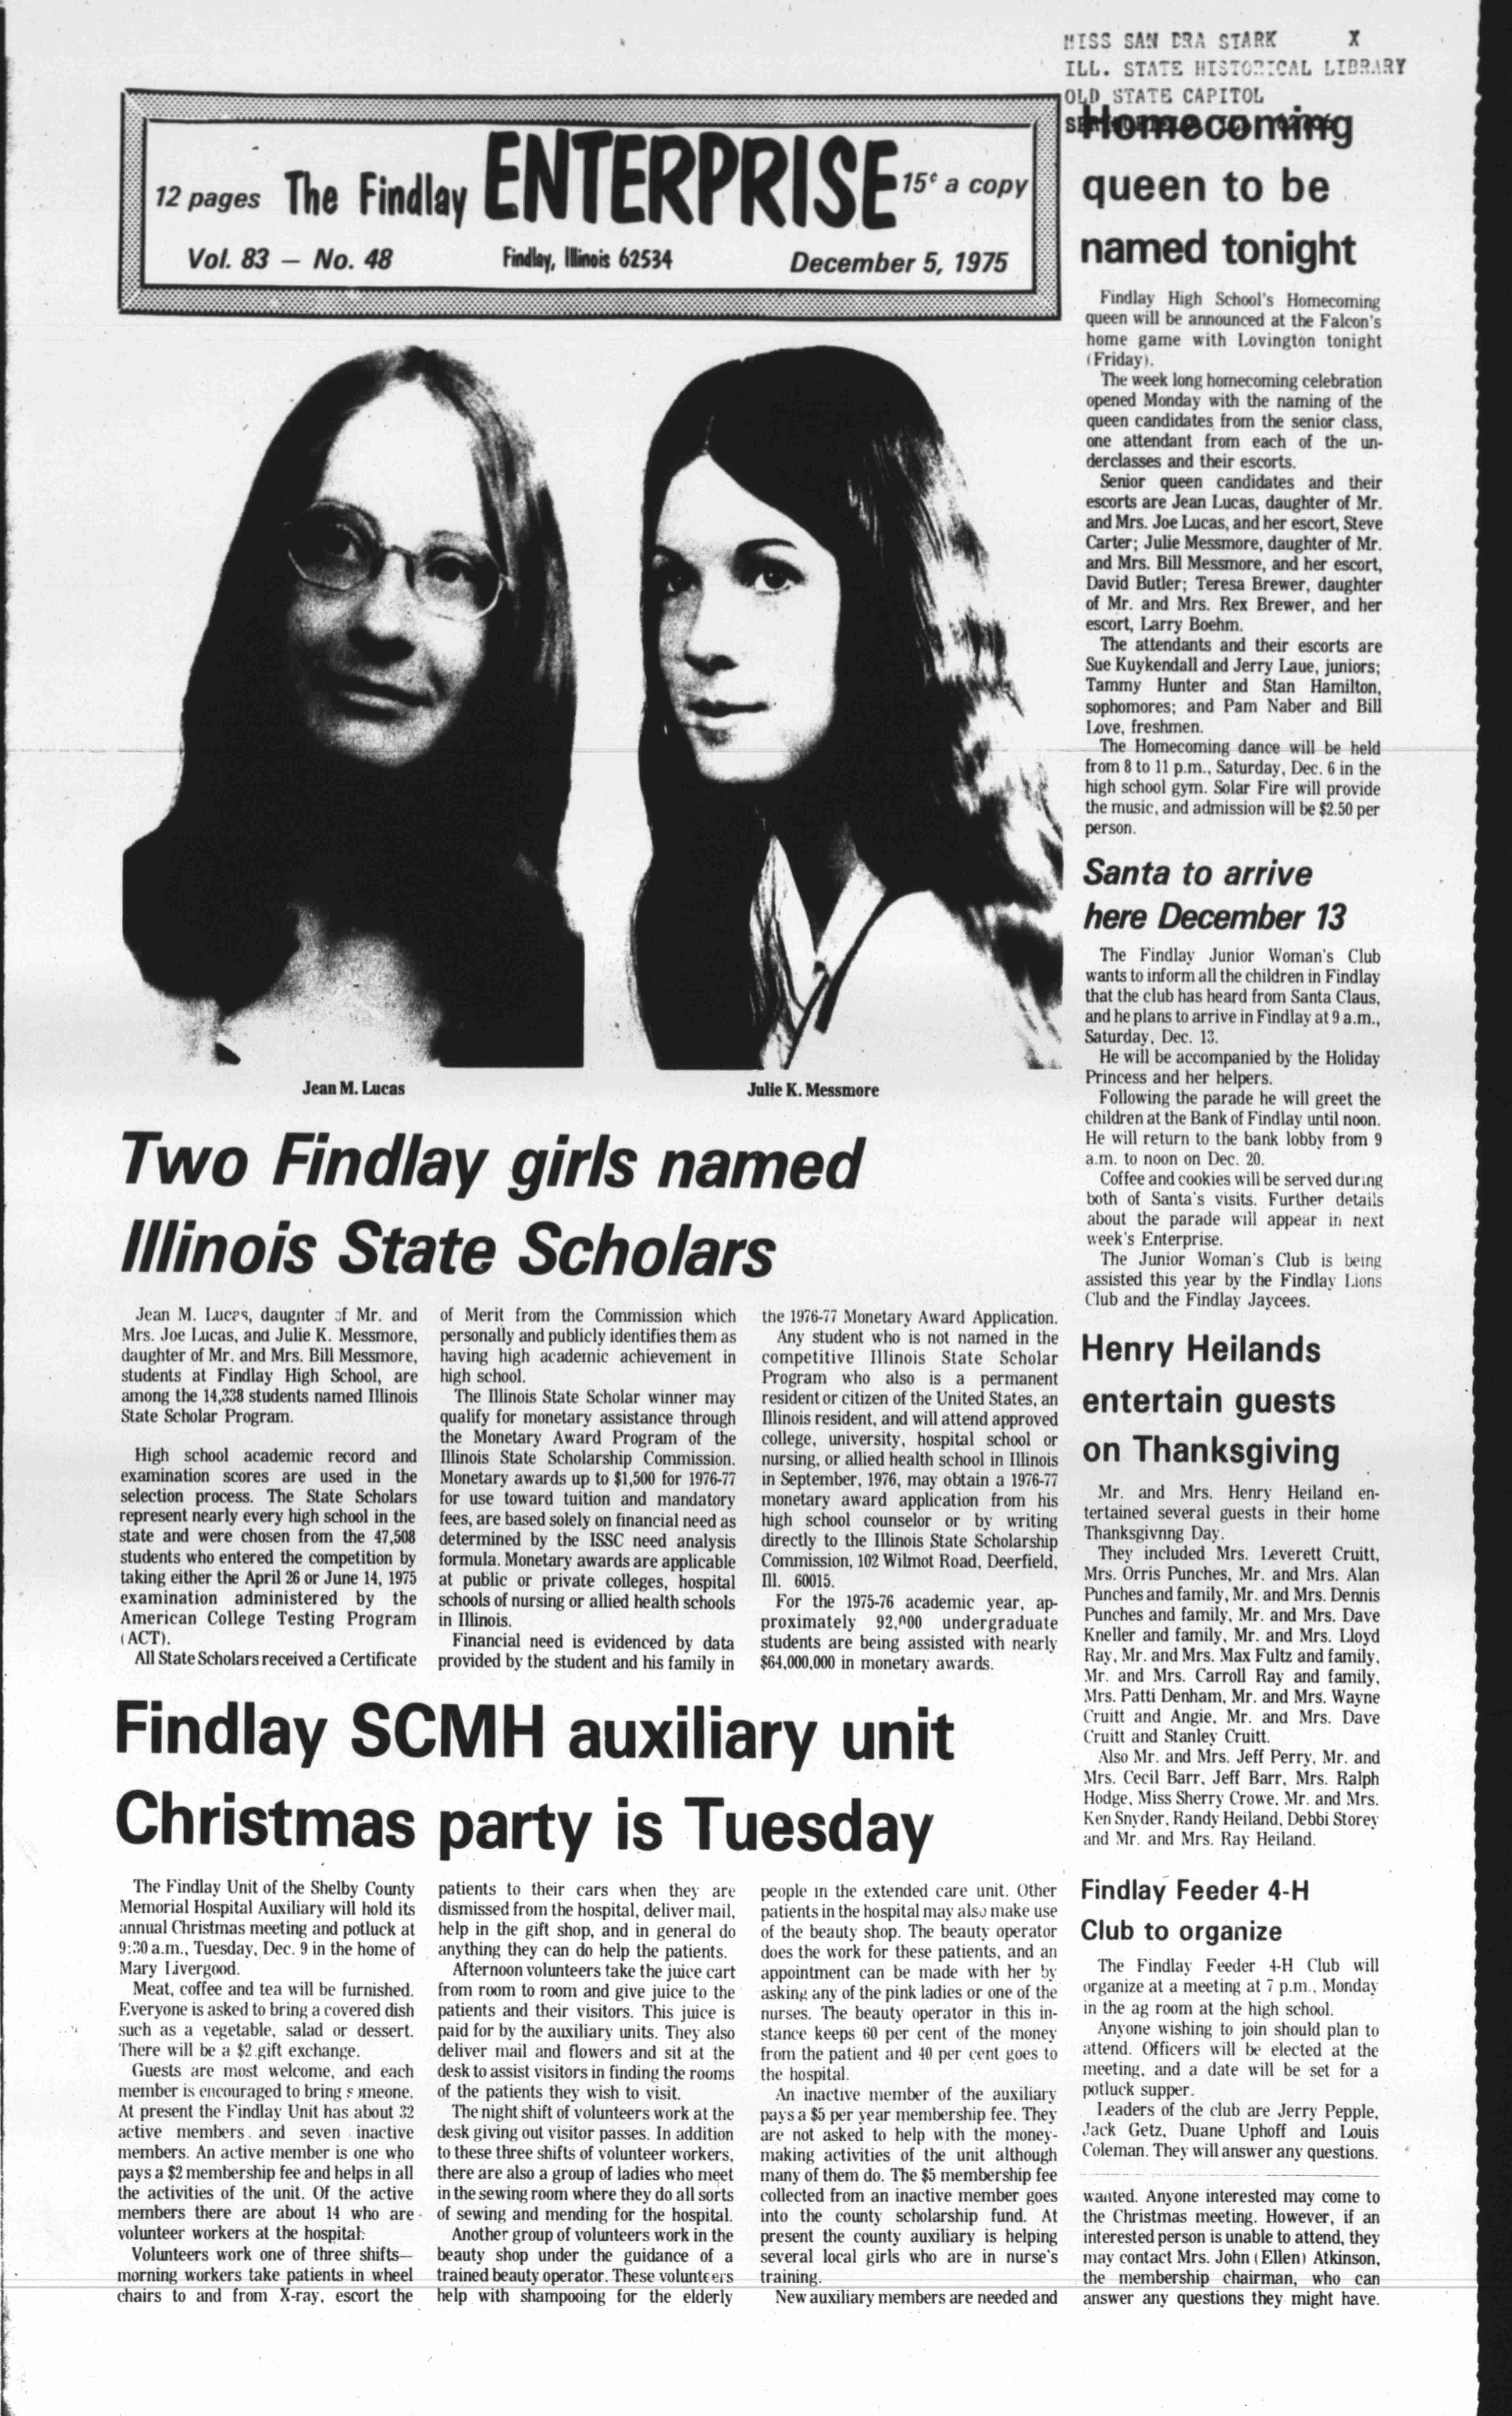 MISS SANDRA STARK X
ILL. STATE HISTORICAL LIBRARY
OLD STATE CAPITOL
12 pages The Findlay ENTERPRISE 15¢ a copy
Vol. 83 — No. 48 Findlay, Illinois 62534 December 5, 1975
Jean M. Lucas
Julie K. Messmore
Two Findlay girls named
Illinois State Scholars
Jean M. Lucas, daugnter of Mr. and
Mrs. Joe Lucas, and Julie K. Messmore,
daughter of Mr. and Mrs. Bill Messmore,
students at Findlay High School, are
among the 14,338 students named Illinois
State Scholar Program.
High school academic record and
examination scores are used in the
selection process. The State Scholars
represent nearly every high school in the
state and were chosen from the 47,508
students who entered the competition by
taking either the April 26 or June 14, 1975
examination administered by the
American College Testing Program
(ACT).
All State Scholars received a Certificate
of Merit from the Commission which
personally and publicly identifies them as
having high academic achievement in
high school.
The Illinois State Scholar winner may
qualify for monetary assistance through
the Monetary Award Program of the
Illinois State Scholarship Commission.
Monetary awards up to $1,500 for 1976-77
for use toward tuition and mandatory
fees, are based solely on financial need as
determined by the ISSC need analysis
formula. Monetary awards are applicable
at public or private colleges, hospital
schools of nursing or allied health schools
in Illinois.
Financial need is evidenced by data
provided by the student and his family in
the 1976-77 Monetary Award Application.
Any student who is not named in the
competitive Illinois State Scholar
Program who also is a permanent
resident or citizen of the United States, an
Illinois resident, and will attend approved
college, university, hospital school or
nursing, or allied health school in Illinois
in September, 1976, may obtain a 1976-77
monetary award application from his
high school counselor or by writing
directly to the Illinois State Scholarship
Commission, 102 Wilmot Road, Deerfield,
Ill. 60015.
For the 1975-76 academic year, ap-
proximately 92,000 undergraduate
students are being assisted with nearly
$64,000,000 in monetary awards.
Findlay SCMH auxiliary unit
Christmas party is Tuesday
The Findlay Unit of the Shelby County
Memorial Hospital Auxiliary will hold its
annual Christmas meeting and potluck at
9:30 a.m., Tuesday, Dec. 9 in the home of
Mary Livergood.
Meat, coffee and tea will be furnished.
Everyone is asked to bring a covered dish
such as a vegetable, salad or dessert.
There will be a $2 gift exchange.
Guests are most welcome, and each
member is encouraged to bring someone.
At present the Findlay Unit has about 32
active members and seven inactive
members. An active member is one who
pays a $2 membership fee and helps in all
the activities of the unit. Of the active
members there are about 14 who are
volunteer workers at the hospital.
Volunteers work one of three shifts—
morning workers take patients in wheel
chairs to and from X-ray, escort the
patients to their cars when they are
dismissed from the hospital, deliver mail,
help in the gift shop, and in general do
anything they can do help the patients.
Afternoon volunteers take the juice cart
from room to room and give juice to the
patients and their visitors. This juice is
paid for by the auxiliary units. They also
deliver mail and flowers and sit at the
desk to assist visitors in finding the rooms
of the patients they wish to visit.
The night shift of volunteers work at the
desk giving out visitor passes. In addition
to these three shifts of volunteer workers,
there are also a group of ladies who meet
in the sewing room where they do all sorts
of sewing and mending for the hospital.
Another group of volunteers work in the
beauty shop under the guidance of a
trained beauty operator. These volunteers
help with shampooing for the elderly
people in the extended care unit. Other
patients in the hospital may also make use
of the beauty shop. The beauty operator
does the work for these patients, and an
appointment can be made with her by
asking any of the pink ladies or one of the
nurses. The beauty operator in this in-
stance keeps 60 per cent of the money
from the patient and 40 per cent goes to
the hospital.
An inactive member of the auxiliary
pays a $5 per year membership fee. They
are not asked to help with the money-
making activities of the unit although
many of them do. The $5 membership fee
collected from an inactive member goes
into the county scholarship fund. At
present the county auxiliary is helping
several local girls who are in nurse's
training.
New auxiliary members are needed and
wanted. Anyone interested may come to
the Christmas meeting. However, if an
interested person is unable to attend, they
may contact Mrs. John (Ellen) Atkinson,
the membership chairman, who can
answer any questions they might have.
Homecoming
queen to be
named tonight
Findlay High School's Homecoming
queen will be announced at the Falcon's
home game with Lovington tonight
(Friday).
The week long homecoming celebration
opened Monday with the naming of the
queen candidates from the senior class,
one attendant from each of the un-
derclasses and their escorts.
Senior queen candidates and their
escorts are Jean Lucas, daughter of Mr.
and Mrs. Joe Lucas, and her escort, Steve
Carter; Julie Messmore, daughter of Mr.
and Mrs. Bill Messmore, and her escort,
David Butler; Teresa Brewer, daughter
of Mr. and Mrs. Rex Brewer, and her
escort, Larry Boehm.
The attendants and their escorts are
Sue Kuykendall and Jerry Laue, juniors;
Tammy Hunter and Stan Hamilton,
sophomores; and Pam Naber and Bill
Love, freshmen.
The Homecoming dance will be held
from 8 to 11 p.m., Saturday, Dec. 6 in the
high school gym. Solar Fire will provide
the music, and admission will be $2.50 per
person.
Santa to arrive
here December 13
The Findlay Junior Woman's Club
wants to inform all the children in Findlay
that the club has heard from Santa Claus,
and he plans to arrive in Findlay at 9 a.m.,
Saturday, Dec. 13.
He will be accompanied by the Holiday
Princess and her helpers.
Following the parade he will greet the
children at the Bank of Findlay until noon.
He will return to the bank lobby from 9
a.m. to noon on Dec. 20.
Coffee and cookies will be served during
both of Santa's visits. Further details
about the parade will appear in next
week's Enterprise.
The Junior Woman's Club is being
assisted this year by the Findlay Lions
Club and the Findlay Jaycees.
Henry Heilands
entertain guests
on Thanksgiving
Mr. and Mrs. Henry Heiland en-
tertained several guests in their home
Thanksgivnng Day.
They included Mrs. Leverett Cruitt,
Mrs. Orris Punches, Mr. and Mrs. Alan
Punches and family, Mr. and Mrs. Dennis
Punches and family, Mr. and Mrs. Dave
Kneller and family, Mr. and Mrs. Lloyd
Ray, Mr. and Mrs. Max Fultz and family,
Mr. and Mrs. Carroll Ray and family,
Mrs. Patti Denham, Mr. and Mrs. Wayne
Cruitt and Angie, Mr. and Mrs. Dave
Cruitt and Stanley Cruitt.
Also Mr. and Mrs. Jeff Perry, Mr. and
Mrs. Cecil Barr, Jeff Barr, Mrs. Ralph
Hodge, Miss Sherry Crowe, Mr. and Mrs.
Ken Snyder, Randy Heiland, Debbi Storey
and Mr. and Mrs. Ray Heiland.
Findlay Feeder 4-H
Club to organize
The Findlay Feeder 4-H Club will
organize at a meeting at 7 p.m., Monday
in the ag room at the high school.
Anyone wishing to join should plan to
attend. Officers will be elected at the
meeting, and a date will be set for a
potluck supper.
Leaders of the club are Jerry Pepple,
Jack Getz, Duane Uphoff and Louis
Coleman. They will answer any questions.